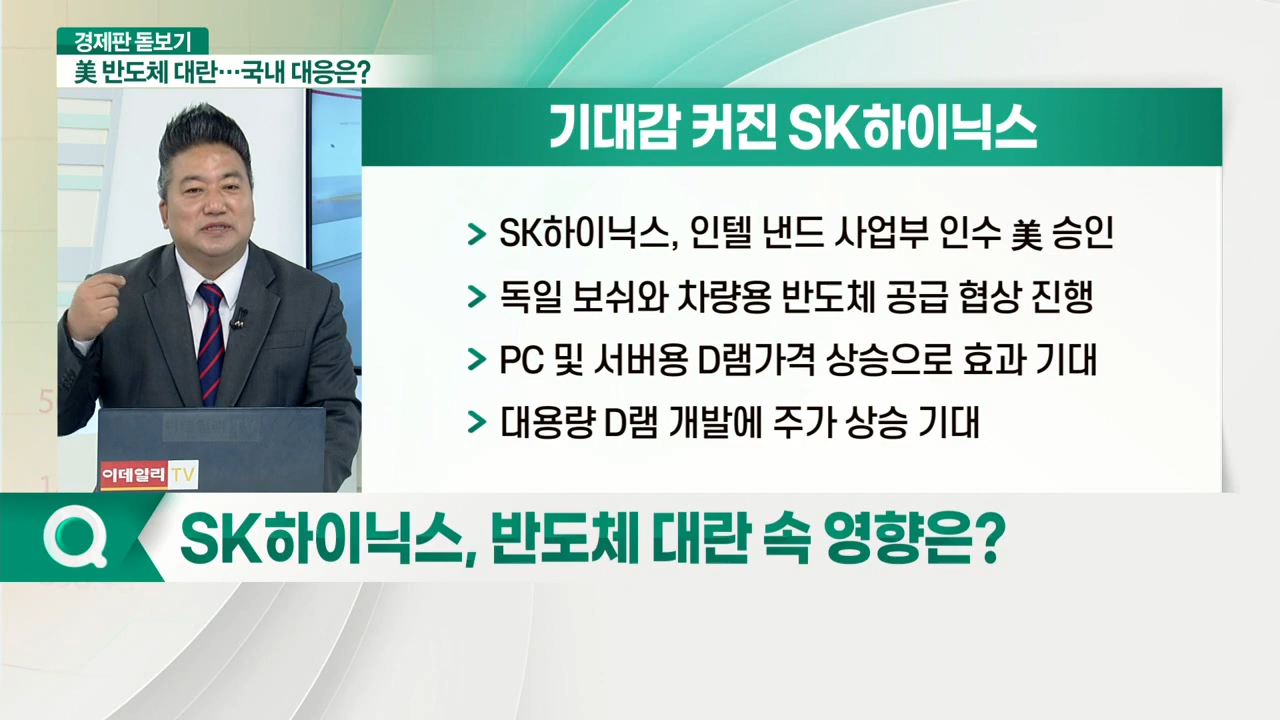 경제판 돋보기
美 반도체 대란…국내 대응은?
기대감 커진 SK하이닉스
> SK하이닉스, 인텔 낸드 사업부 인수 美 승인
> 독일 보쉬와 차량용 반도체 공급 협상 진행
> PC 및 서버용 D램가격 상승으로 효과 기대
> 대용량 D램 개발에 주가 상승 기대
이데일리 TV
Q SK하이닉스, 반도체 대란 속 영향은?